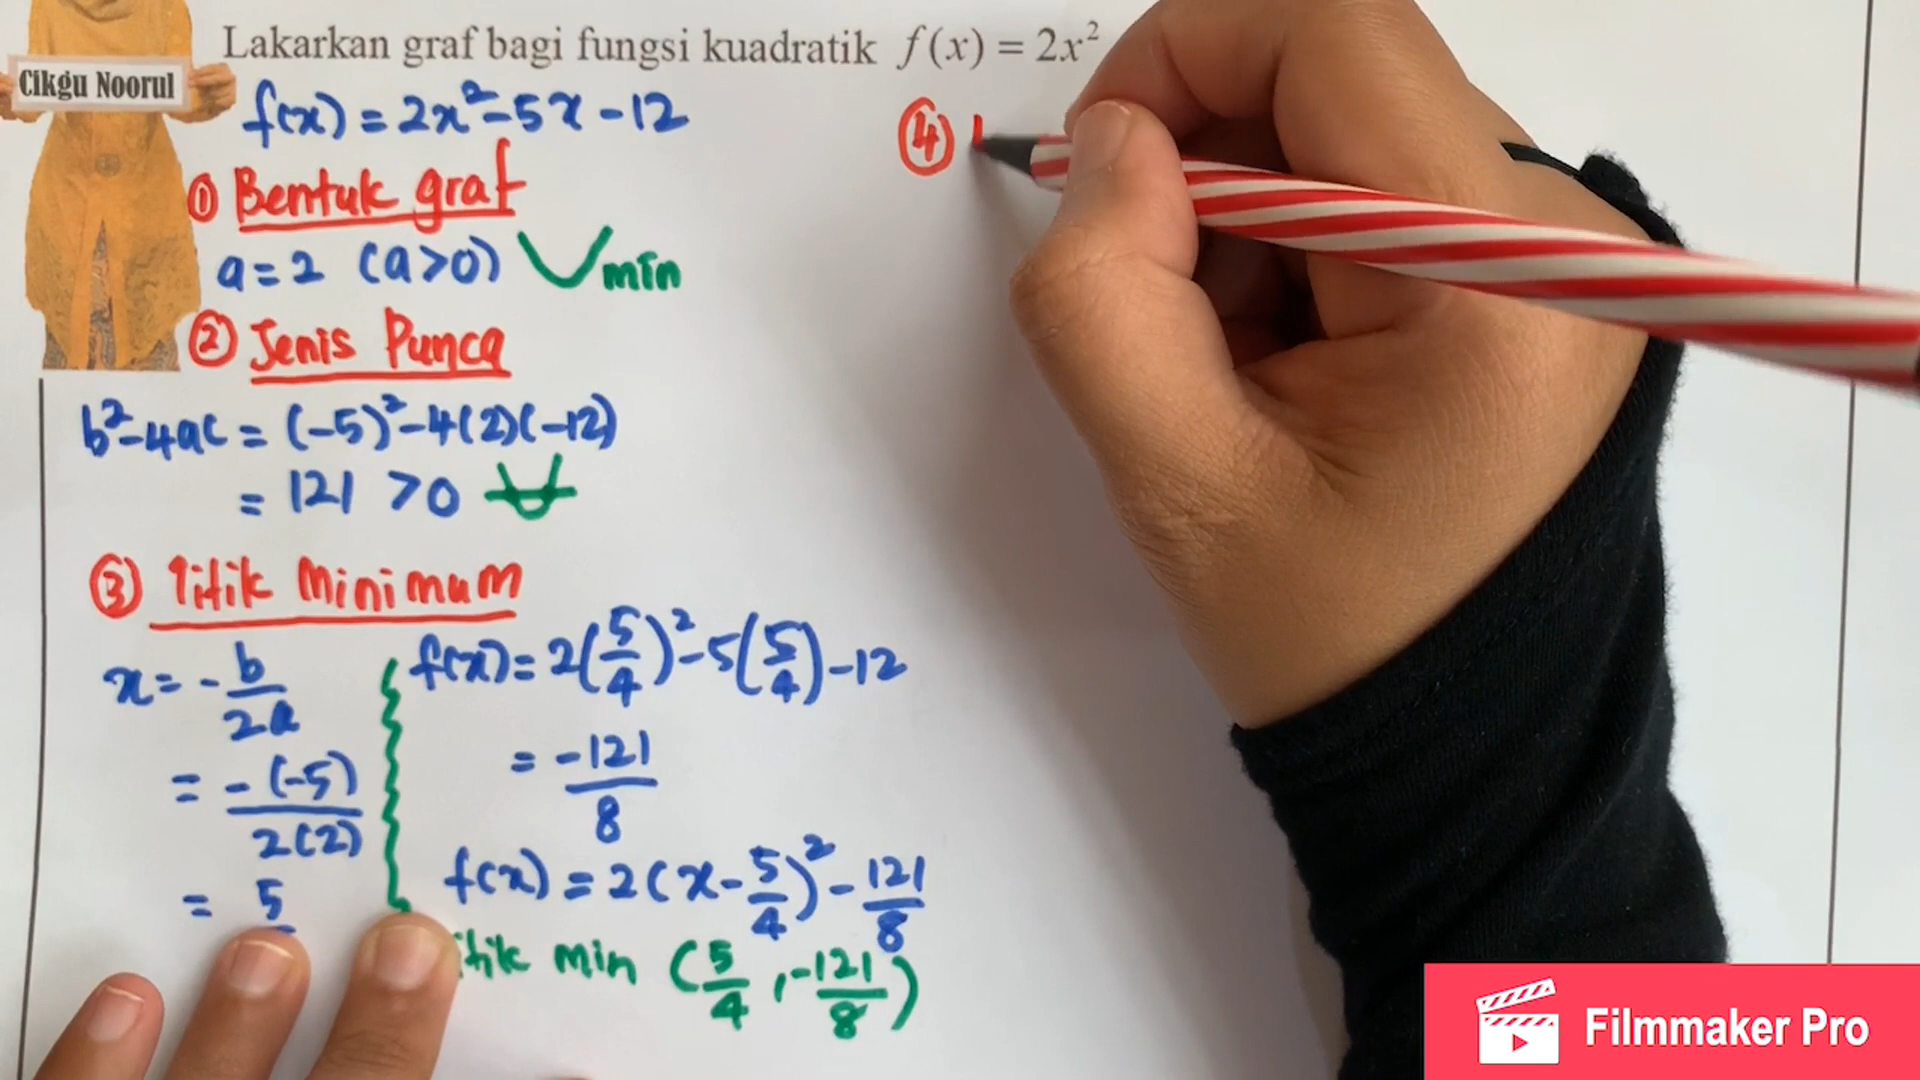 Lakarkan graf bagi fungsi kuadratik f(x) = 2x²
Cikgu Noorul
f(x) = 2x² - 5x - 12
① Bentuk graf
a = 2 (a > 0) min
② Jenis Punca
b² - 4ac = (-5)² - 4(2)(-12)
= 121 > 0
③ Titik Minimum
x = - b/2a
= -(-5)/2(2)
= 5
f(x) = 2(5/4)² - 5(5/4) - 12
= -121/8
f(x) = 2(x - 5/4)² - 121/8
min (5/4, -121/8)
④
Filmmaker Pro